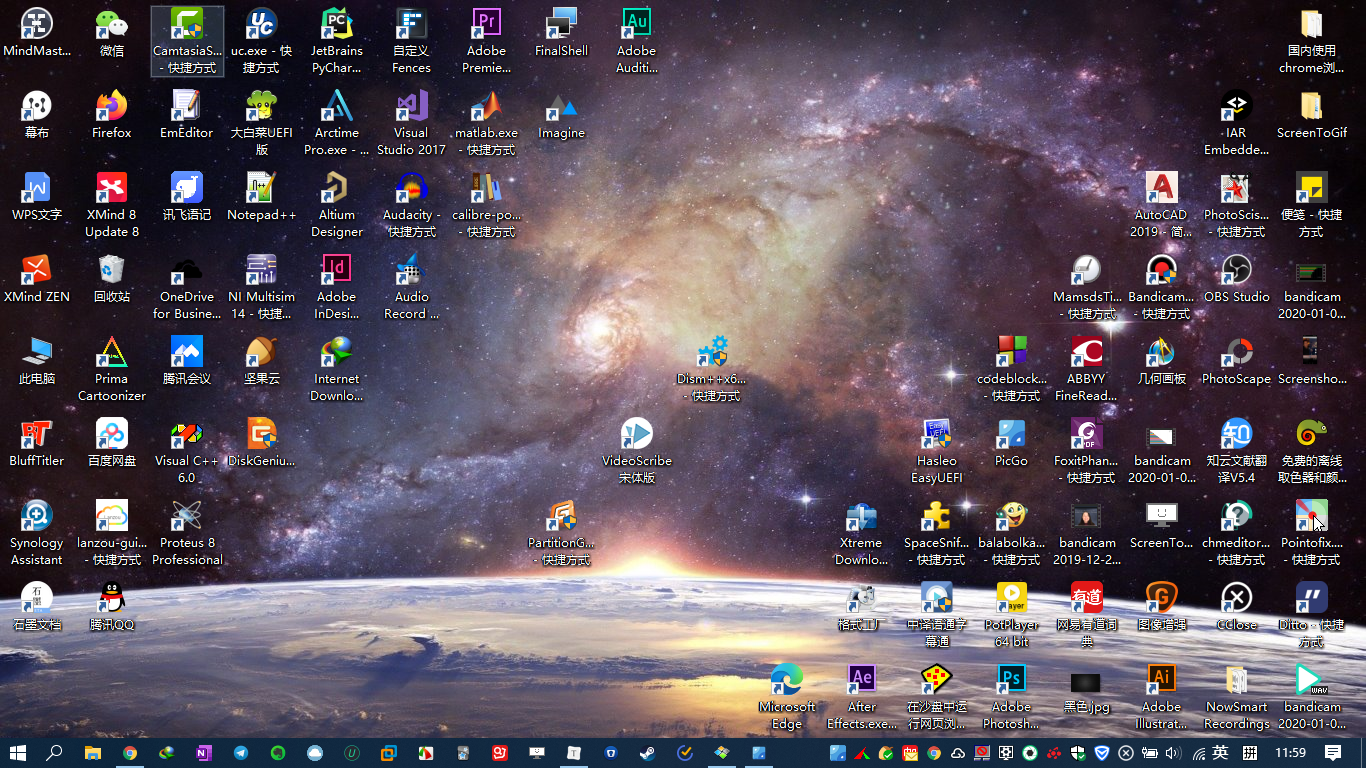 MindMast...
微信
CamtasiaS...
- 快捷方式
uc.exe - 快
捷方式
JetBrains
PyChar...
自定义
Fences
Adobe
Premie...
FinalShell
Adobe
Auditi...
国内使用
chrome浏...
幕布
Firefox
EmEditor
大白菜UEFI
版
Arctime
Pro.exe - ...
Visual
Studio 2017
matlab.exe
- 快捷方式
Imagine
IAR
Embedde...
ScreenToGif
WPS文字
XMind 8
Update 8
讯飞语记
Notepad++
Altium
Designer
Audacity -
快捷方式
calibre-po...
- 快捷方式
AutoCAD
2019 - 简...
PhotoScis...
- 快捷方式
便笺 - 快捷
方式
XMind ZEN
回收站
OneDrive
for Busine...
NI Multisim
14 - 快捷...
Adobe
InDesi...
Audio
Record ...
MamsdsTi...
- 快捷方式
Bandicam...
- 快捷方式
OBS Studio
bandicam
2020-01-0...
此电脑
Prima
Cartoonizer
腾讯会议
坚果云
Internet
Downlo...
Dism++x6...
- 快捷方式
codeblock...
- 快捷方式
ABBYY
FineRead...
几何画板
PhotoScape
Screensho...
BluffTitler
百度网盘
Visual C++
6.0
DiskGeniu...
VideoScribe
宋体版
Hasleo
EasyUEFI
PicGo
FoxitPhan...
- 快捷方式
bandicam
2020-01-0...
知云文献翻
译V5.4
免费的离线
取色器和颜...
Synology
Assistant
lanzou-gui...
- 快捷方式
Proteus 8
Professional
PartitionG...
- 快捷方式
Xtreme
Downlo...
SpaceSnif...
- 快捷方式
balabolka...
- 快捷方式
bandicam
2019-12-2...
ScreenTo...
chmeditor...
- 快捷方式
Pointofix...
- 快捷方式
石墨文档
腾讯QQ
格式工厂
中译语通字
幕通
PotPlayer
64 bit
网易有道词
典
图像增强
CClose
Ditto - 快捷
方式
Microsoft
Edge
After
Effects.exe...
在沙盘中运
行网页浏...
Adobe
Photosh...
黑色.jpg
Adobe
Illustrat...
NowSmart
Recordings
bandicam
2020-01-0...
英
拼
11:59